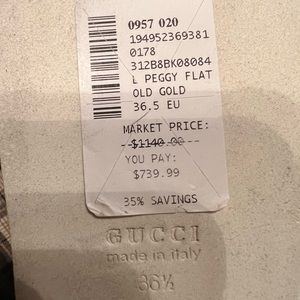 0957 020
194952369381
0178
312B8BK08084
L PEGGY FLAT
OLD GOLD
36.5 EU
MARKET PRICE:
$1140.00
YOU PAY:
$739.99
35% SAVINGS
GUCCI
made in italy
36½